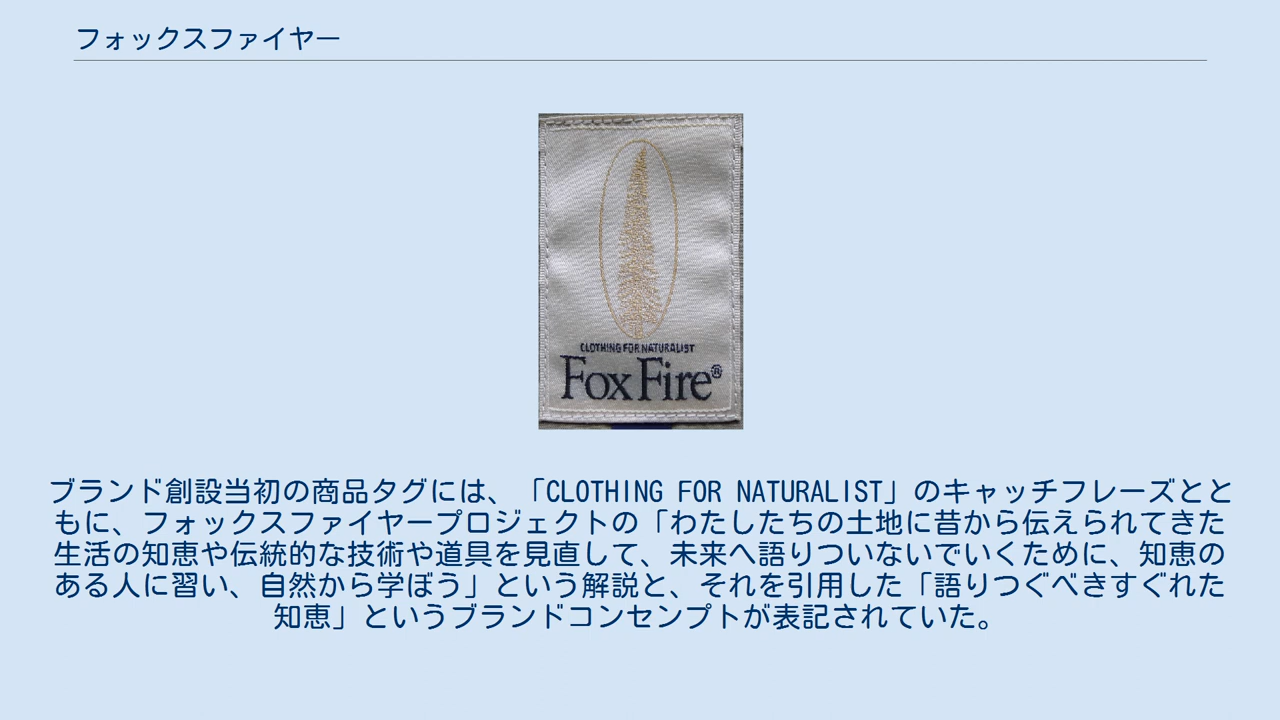 フォックスファイヤー
CLOTHING FOR NATURALIST
FoxFire®
ブランド創設当初の商品タグには、「CLOTHING FOR NATURALIST」のキャッチフレーズとと
もに、フォックスファイヤープロジェクトの「わたしたちの土地に昔から伝えられてきた
生活の知恵や伝統的な技術や道具を見直して、未来へ語りついないでいくために、知恵の
ある人に習い、自然から学ぼう」という解説と、それを引用した「語りつぐべきすぐれた
知恵」というブランドコンセンプトが表記されていた。